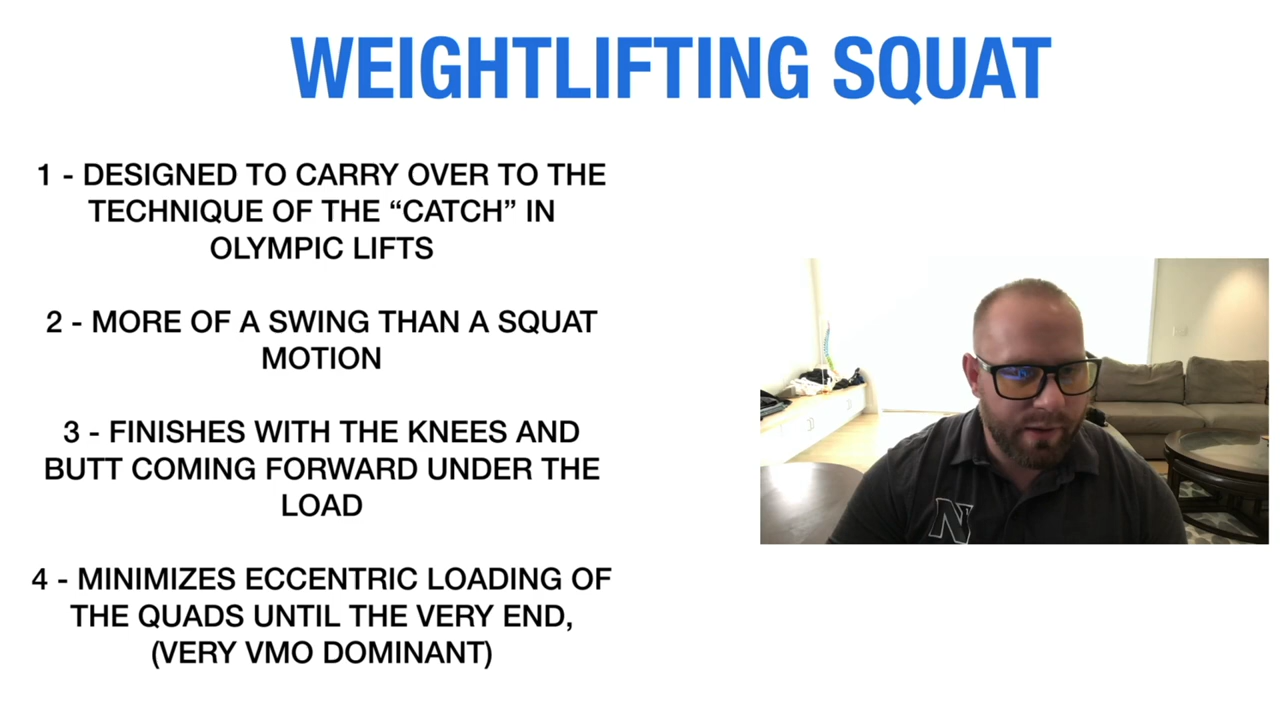 WEIGHTLIFTING SQUAT
1 - DESIGNED TO CARRY OVER TO THE
TECHNIQUE OF THE “CATCH” IN
OLYMPIC LIFTS
2 - MORE OF A SWING THAN A SQUAT
MOTION
3 - FINISHES WITH THE KNEES AND
BUTT COMING FORWARD UNDER THE
LOAD
4 - MINIMIZES ECCENTRIC LOADING OF
THE QUADS UNTIL THE VERY END,
(VERY VMO DOMINANT)
N